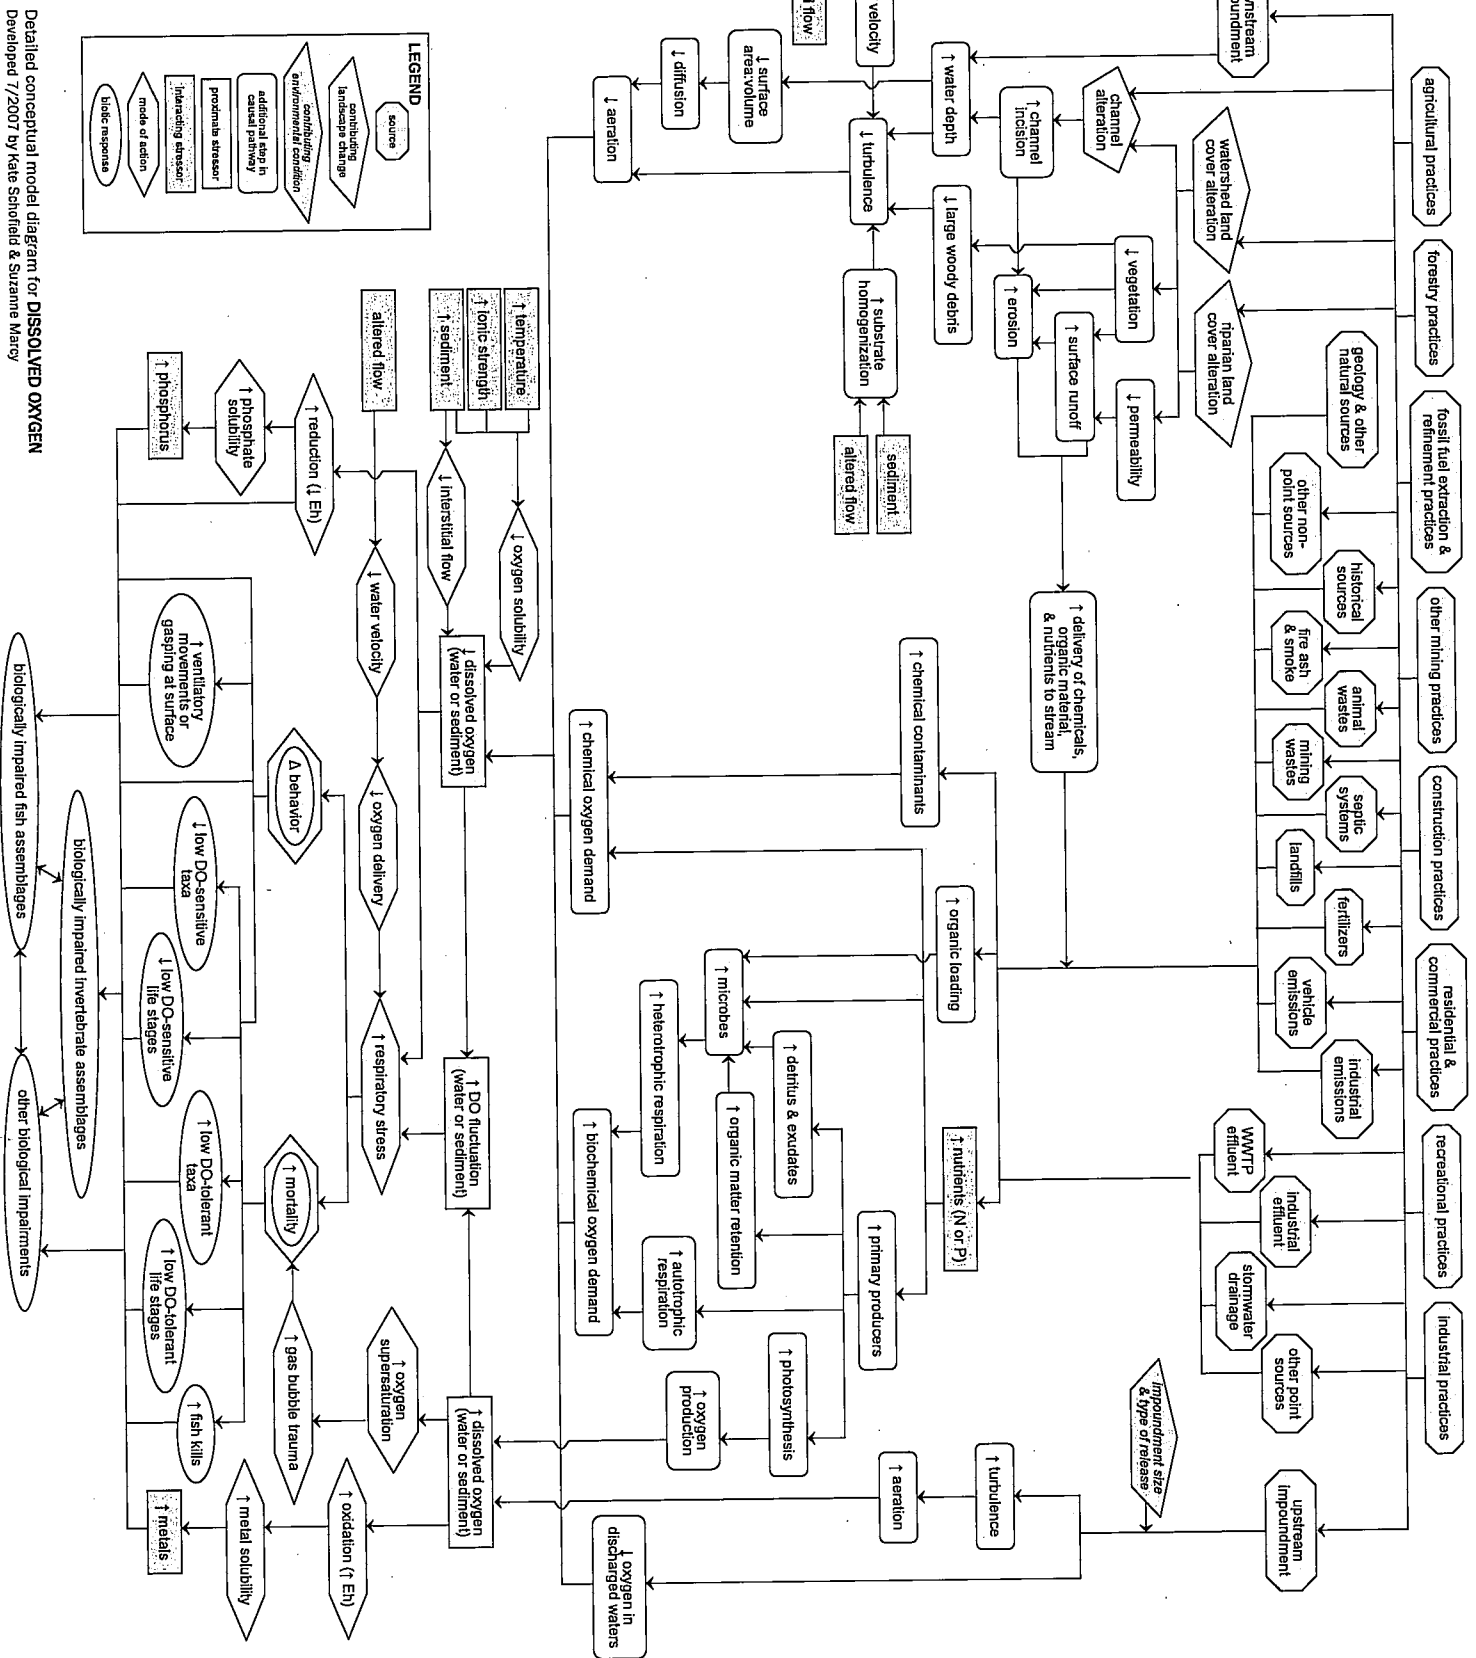 agricultural practices
forestry practices
fossil fuel extraction &
refinement practices
other mining practices
construction practices
residential &
commercial practices
recreational practices
industrial practices
geology & other
natural sources
other non-
point sources
historical
sources
fire ash
& smoke
animal
wastes
mining
wastes
septic
systems
landfills
fertilizers
vehicle
emissions
industrial
emissions
WWTP
effluent
industrial
effluent
stormwater
drainage
other point
sources
upstream
impoundment
impoundment size
& type of release
watershed land
cover alteration
riparian land
cover alteration
channel
alteration
↓ vegetation
↓ permeability
↑ channel
incision
↑ surface runoff
↑ erosion
↑ delivery of chemicals,
organic material,
& nutrients to stream
↑ water depth
↓ large woody debris
velocity
flow
↓ turbulence
↑ substrate
homogenization
sediment
altered flow
↓ surface
area:volume
↓ diffusion
↓ aeration
↑ chemical contaminants
↑ organic loading
↑ nutrients (N or P)
↑ turbulence
↑ aeration
↑ primary producers
↑ detritus & exudates
↑ photosynthesis
↑ microbes
↑ organic matter retention
↑ heterotrophic respiration
↑ autotrophic
respiration
↑ oxygen
production
↑ chemical oxygen demand
↑ biochemical oxygen demand
↓ oxygen in
discharged waters
↑ temperature
↑ ionic strength
↑ sediment
altered flow
↓ oxygen solubility
↓ interstitial flow
↓ dissolved oxygen
(water or sediment)
↑ DO fluctuation
(water or sediment)
↑ dissolved oxygen
(water or sediment)
↓ water velocity
↓ oxygen delivery
↑ respiratory stress
↑ oxygen
supersaturation
↑ oxidation (↑ Eh)
↑ reduction (↓ Eh)
Δ behavior
↑ mortality
↑ gas bubble trauma
↑ phosphate
solubility
↑ metal solubility
↑ phosphorus
↑ ventilatory
movements or
gasping at surface
↓ low DO-sensitive
taxa
↓ low DO-sensitive
life stages
↑ low DO-tolerant
taxa
↑ low DO-tolerant
life stages
↑ fish kills
↑ metals
biologically impaired invertebrate assemblages
biologically impaired fish assemblages
other biological impairments
LEGEND
source
contributing
landscape change
contributing
environmental condition
additional step in
causal pathway
proximate stressor
interacting stressor
mode of action
biotic response
Detailed conceptual model diagram for DISSOLVED OXYGEN
Developed 7/2007 by Kate Schofield & Suzanne Marcy